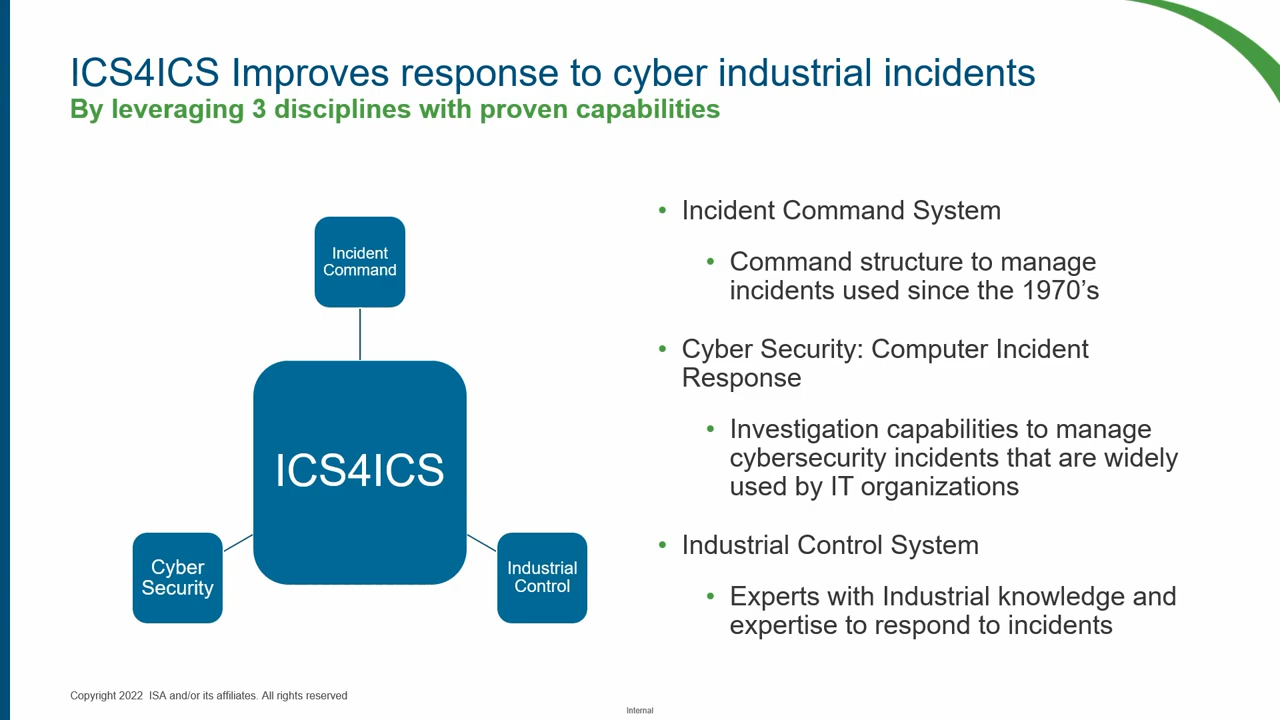 ICS4ICS Improves response to cyber industrial incidents
By leveraging 3 disciplines with proven capabilities
Incident
Command
ICS4ICS
Cyber
Security
Industrial
Control
• Incident Command System
• Command structure to manage
incidents used since the 1970’s
• Cyber Security: Computer Incident
Response
• Investigation capabilities to manage
cybersecurity incidents that are widely
used by IT organizations
• Industrial Control System
• Experts with Industrial knowledge and
expertise to respond to incidents
Copyright 2022 ISA and/or its affiliates. All rights reserved
Internal